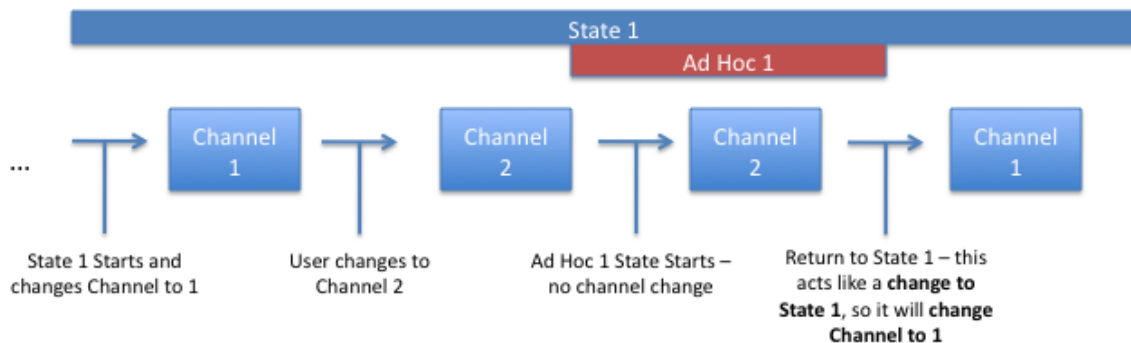 State 1
Ad Hoc 1
...
Channel
1
Channel
2
Channel
2
Channel
1
State 1 Starts and
changes Channel to 1
User changes to
Channel 2
Ad Hoc 1 State Starts –
no channel change
Return to State 1 – this
acts like a change to
State 1, so it will change
Channel to 1